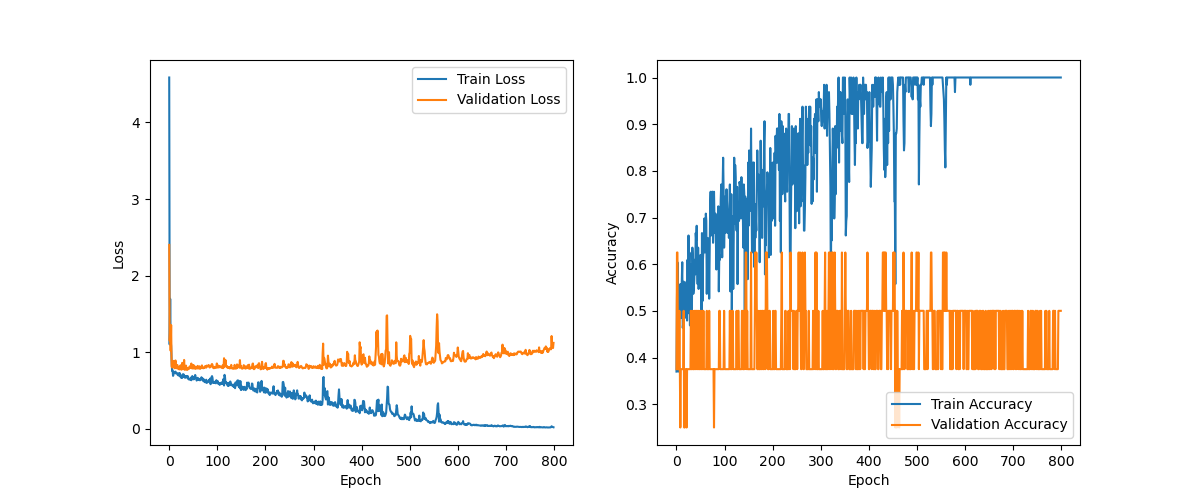 Train Loss
Validation Loss
4
3
2
1
0
Loss
0 100 200 300 400 500 600 700 800
Epoch
1.0
0.9
0.8
0.7
0.6
0.5
0.4
0.3
Accuracy
Train Accuracy
Validation Accuracy
0 100 200 300 400 500 600 700 800
Epoch